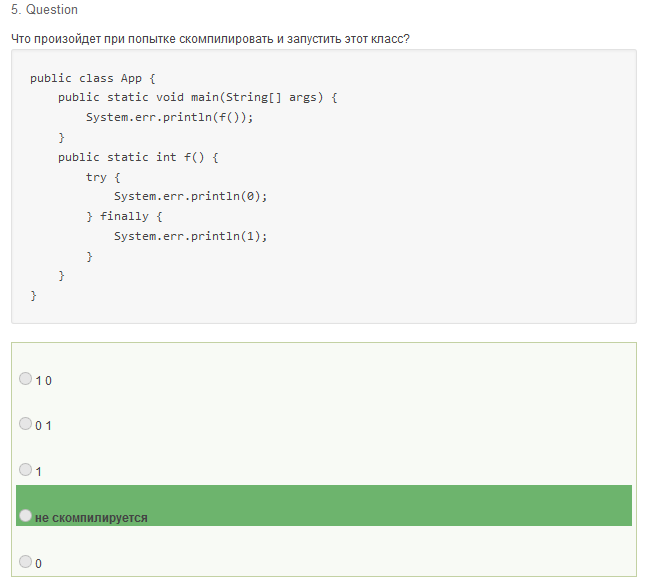 5. Question
Что произойдет при попытке скомпилировать и запустить этот класс?
public class App {
    public static void main(String[] args) {
        System.err.println(f());
    }
    public static int f() {
        try {
            System.err.println(0);
        } finally {
            System.err.println(1);
        }
    }
}
1 0
0 1
1
не скомпилируется
0